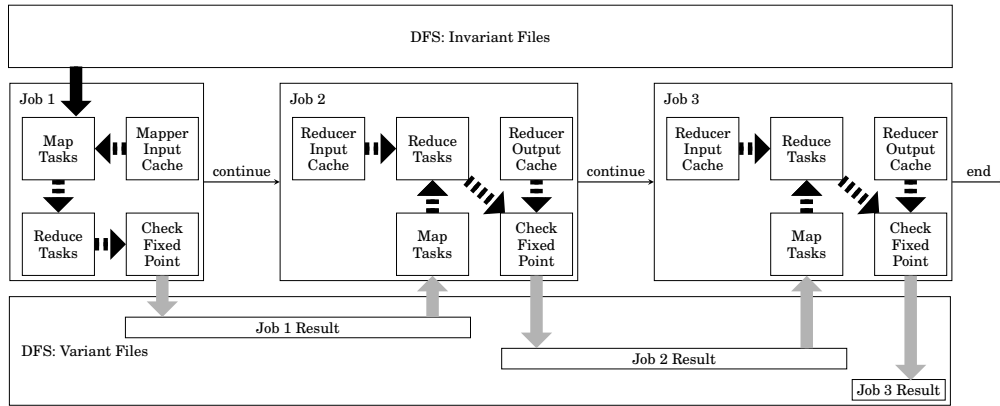 DFS: Invariant Files
Job 1
Map
Tasks
Mapper
Input
Cache
Reduce
Tasks
Check
Fixed
Point
continue
Job 2
Reducer
Input
Cache
Reduce
Tasks
Reducer
Output
Cache
Map
Tasks
Check
Fixed
Point
continue
Job 3
Reducer
Input
Cache
Reduce
Tasks
Reducer
Output
Cache
Map
Tasks
Check
Fixed
Point
end
DFS: Variant Files
Job 1 Result
Job 2 Result
Job 3 Result